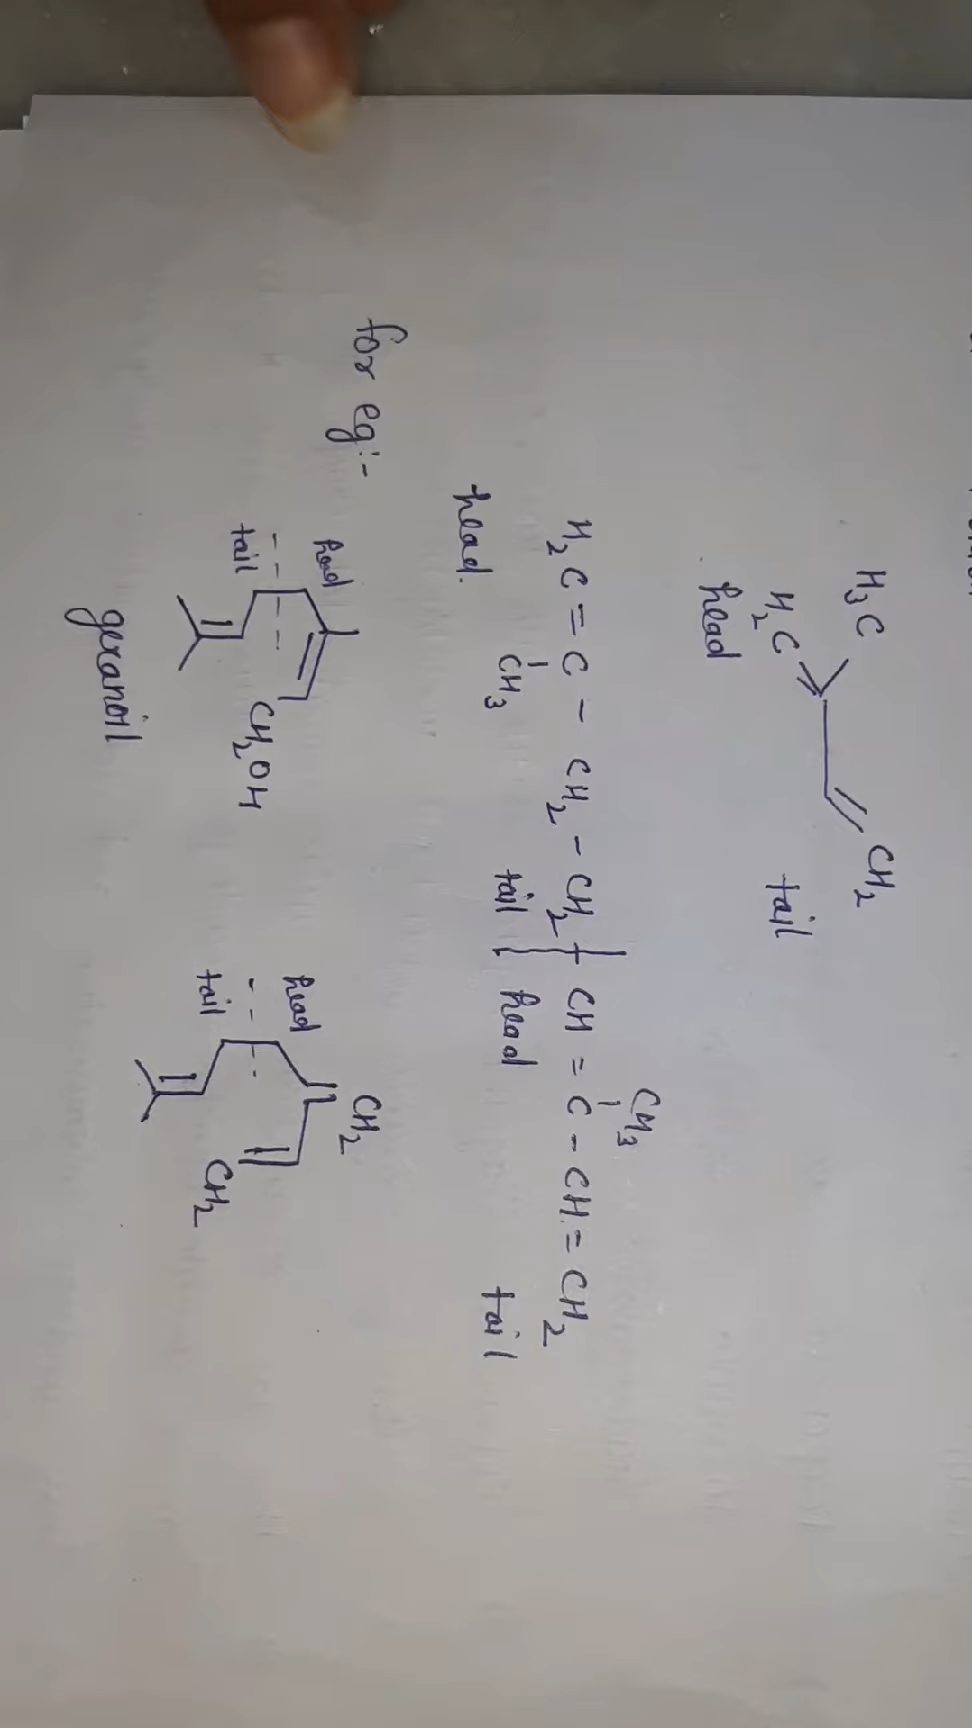 H₃C
CH₂
H₂C
head
tail
CH₃
H₂C = C - CH₂ - CH₂ + CH = C - CH = CH₂
CH₃
head. tail head tail
for eg:-
head
tail
CH₂OH
geranoil
head
tail
CH₂
CH₂